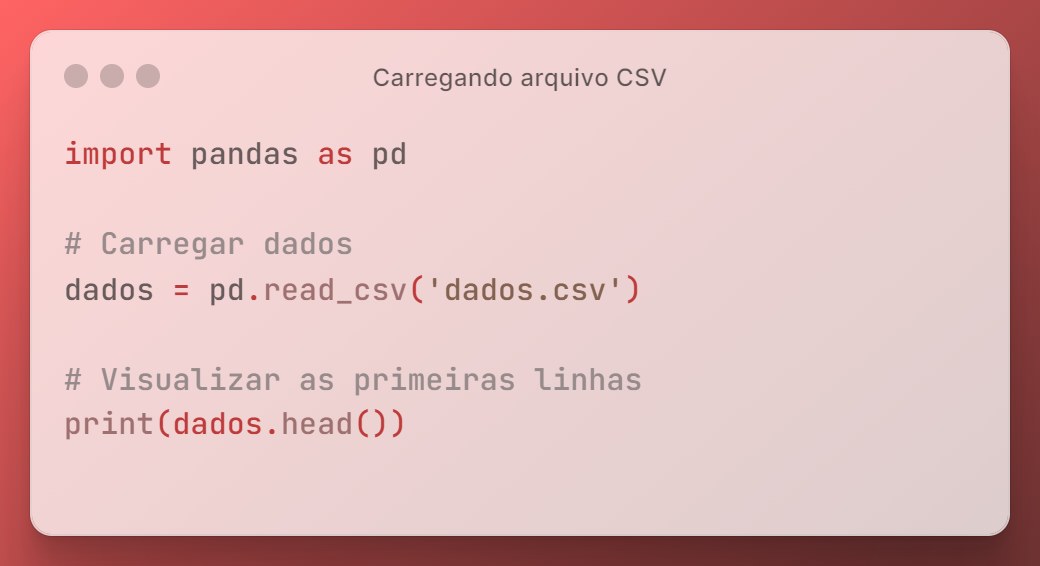 Carregando arquivo CSV
import pandas as pd
# Carregar dados
dados = pd.read_csv('dados.csv')
# Visualizar as primeiras linhas
print(dados.head())